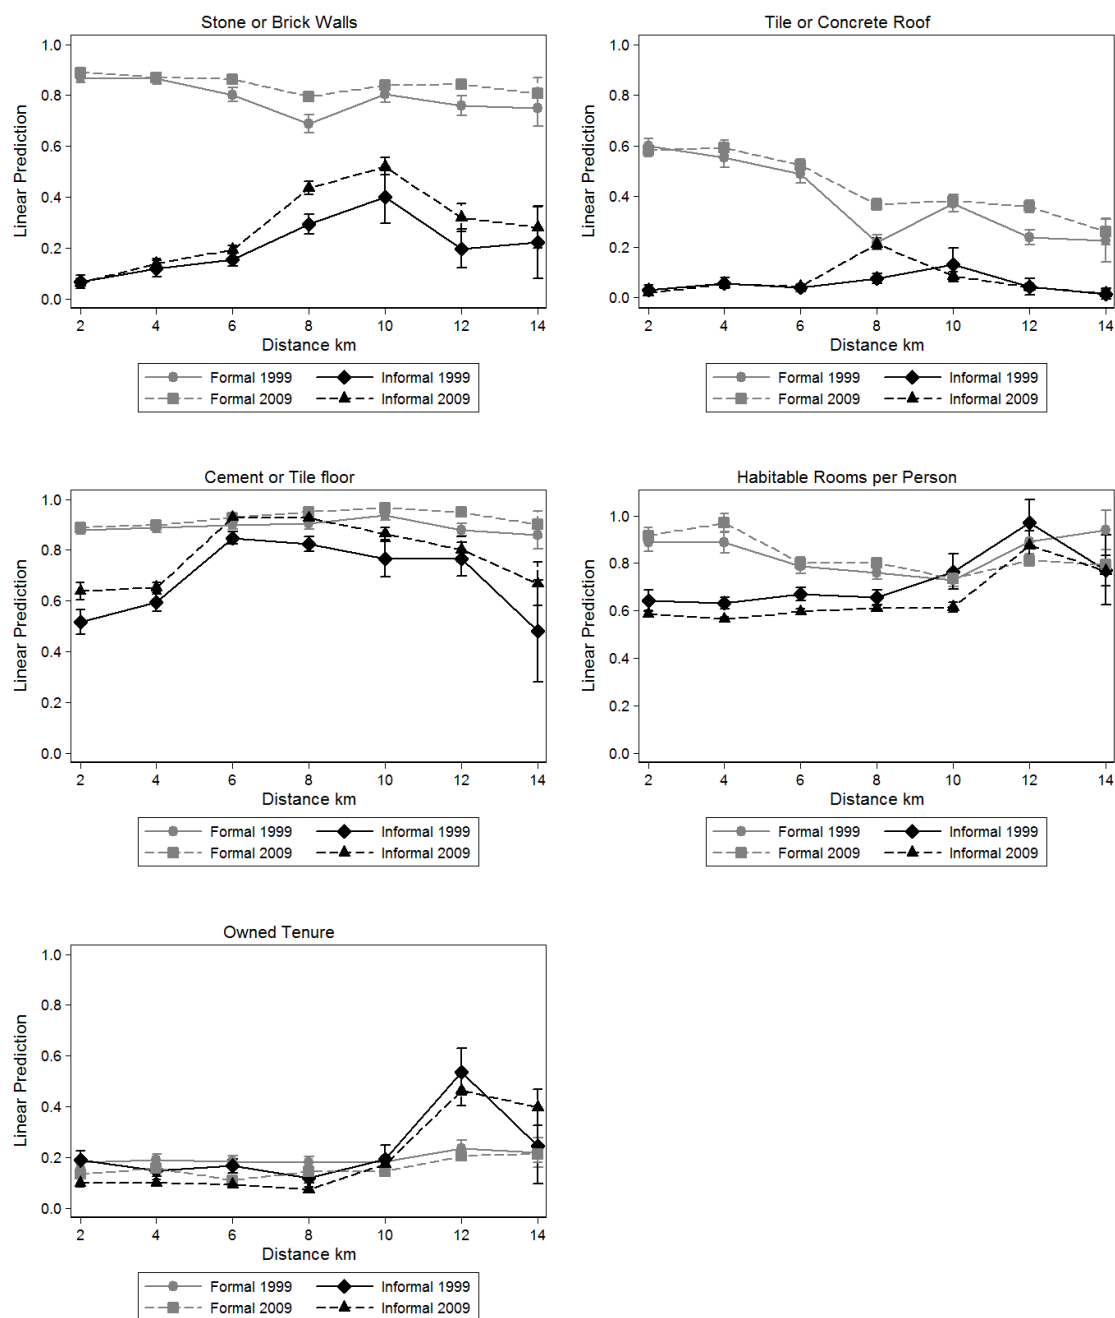 Stone or Brick Walls
Linear Prediction
1.0
0.8
0.6
0.4
0.2
0.0
2 4 6 8 10 12 14
Distance km
Formal 1999 Informal 1999
Formal 2009 Informal 2009
Tile or Concrete Roof
Linear Prediction
1.0
0.8
0.6
0.4
0.2
0.0
2 4 6 8 10 12 14
Distance km
Formal 1999 Informal 1999
Formal 2009 Informal 2009
Cement or Tile floor
Linear Prediction
1.0
0.8
0.6
0.4
0.2
0.0
2 4 6 8 10 12 14
Distance km
Formal 1999 Informal 1999
Formal 2009 Informal 2009
Habitable Rooms per Person
Linear Prediction
1.0
0.8
0.6
0.4
0.2
0.0
2 4 6 8 10 12 14
Distance km
Formal 1999 Informal 1999
Formal 2009 Informal 2009
Owned Tenure
Linear Prediction
1.0
0.8
0.6
0.4
0.2
0.0
2 4 6 8 10 12 14
Distance km
Formal 1999 Informal 1999
Formal 2009 Informal 2009